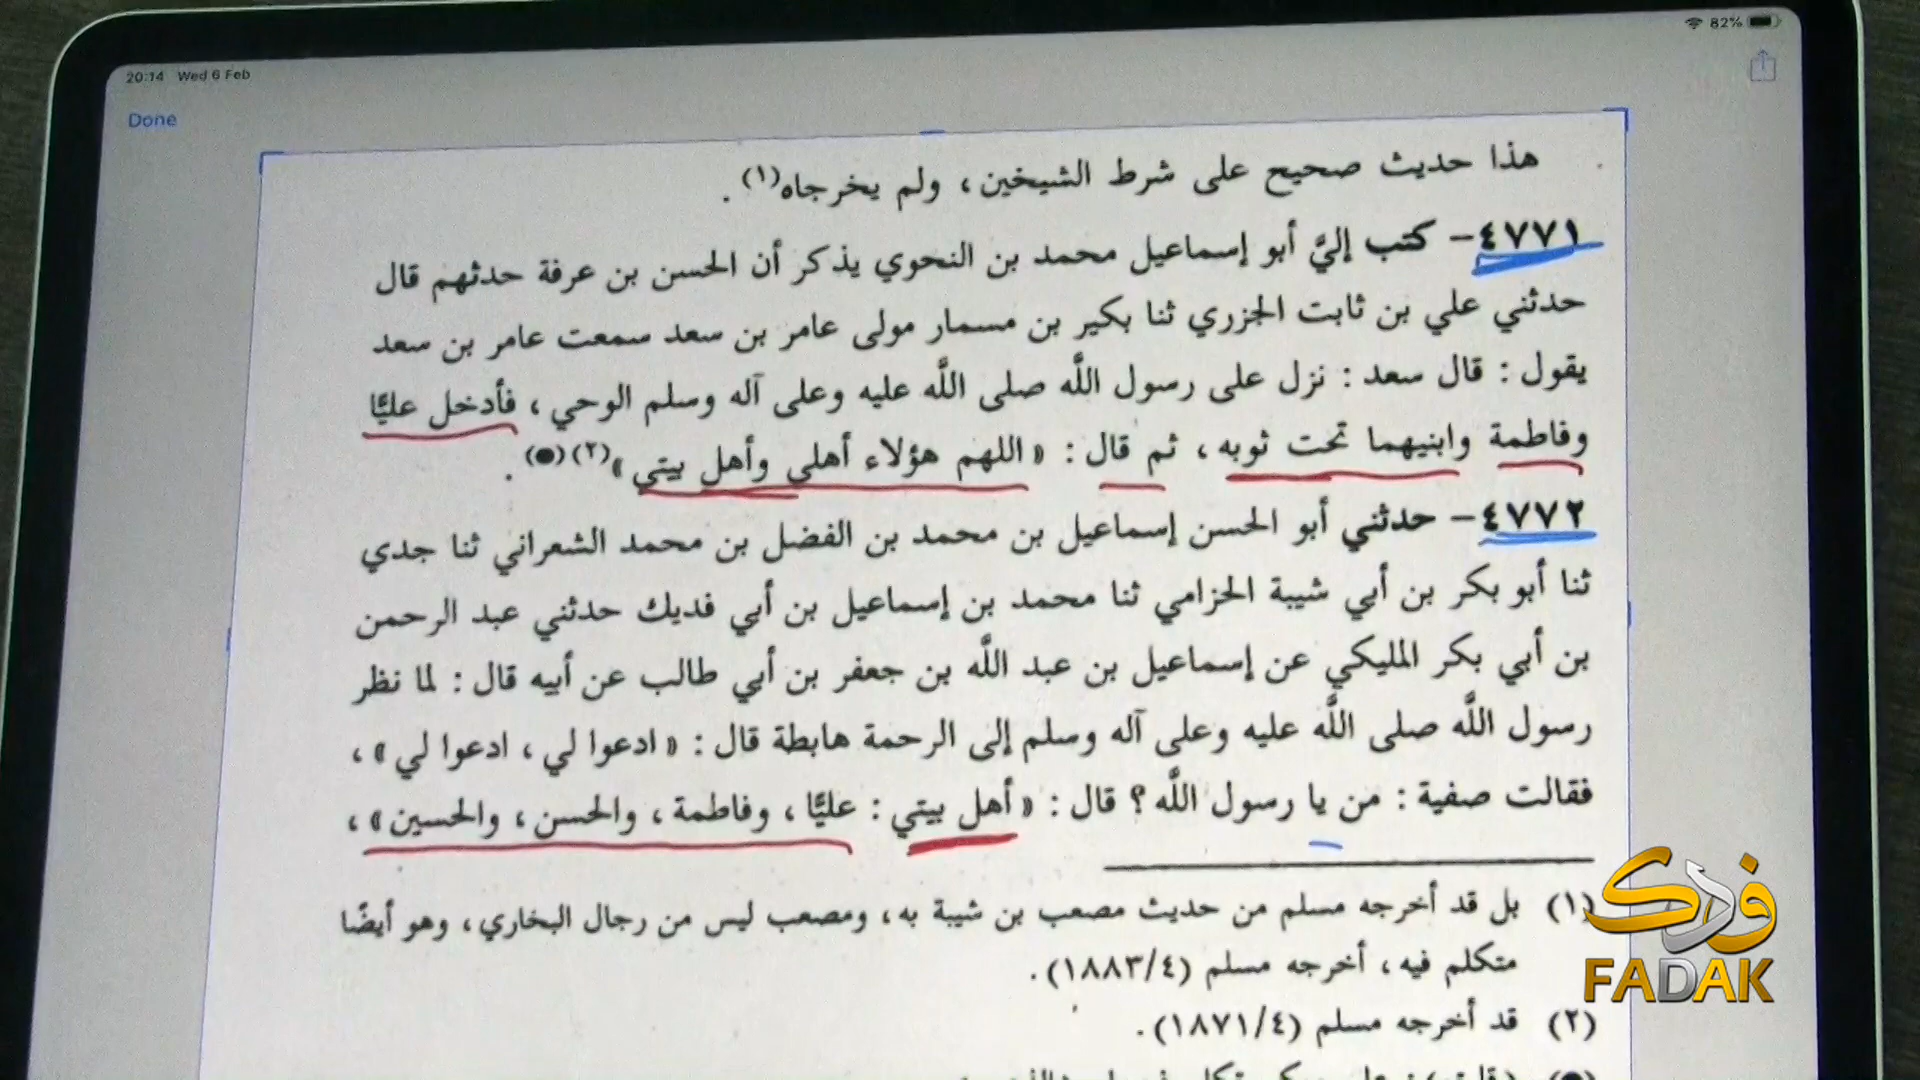 20:14 Wed 6 Feb
82%
Done
هذا حديث صحيح على شرط الشيخين، ولم يخرجاه(١).
٤٧٧١- كتب إليَّ أبو إسماعيل محمد بن النحوي يذكر أن الحسن بن عرفة حدثهم قال
حدثني علي بن ثابت الجزري ثنا بكير بن مسمار مولى عامر بن سعد سمعت عامر بن سعد
يقول: قال سعد: نزل على رسول اللَّه صلى اللَّه عليه وعلى آله وسلم الوحي، فأدخل عليًّا
وفاطمة وابنيهما تحت ثوبه، ثم قال: «اللهم هؤلاء أهلي وأهل بيتي»(٢)(●).
٤٧٧٢- حدثني أبو الحسن إسماعيل بن محمد بن الفضل بن محمد الشعراني ثنا جدي
ثنا أبو بكر بن أبي شيبة الحزامي ثنا محمد بن إسماعيل بن أبي فديك حدثني عبد الرحمن
بن أبي بكر المليكي عن إسماعيل بن عبد اللَّه بن جعفر بن أبي طالب عن أبيه قال: لما نظر
رسول اللَّه صلى اللَّه عليه وعلى آله وسلم إلى الرحمة هابطة قال: «ادعوا لي، ادعوا لي»،
فقالت صفية: من يا رسول اللَّه؟ قال: «أهل بيتي: عليًّا، وفاطمة، والحسن، والحسين»،
(١) بل قد أخرجه مسلم من حديث مصعب بن شيبة به، ومصعب ليس من رجال البخاري، وهو أيضًا
متكلم فيه، أخرجه مسلم (١٨٨٣/٤).
(٢) قد أخرجه مسلم (١٨٧١/٤).
فدك
FADAK